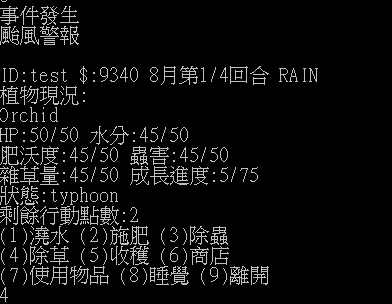 事件發生
颱風警報
ID:test $:9340 8月第1/4回合 RAIN
植物現況:
Orchid
HP:50/50 水分:45/50
肥沃度:45/50 蟲害:45/50
雜草量:45/50 成長進度:5/75
狀態:typhoon
剩餘行動點數:2
(1)澆水 (2)施肥 (3)除蟲
(4)除草 (5)收穫 (6)商店
(7)使用物品 (8)睡覺 (9)離開
4